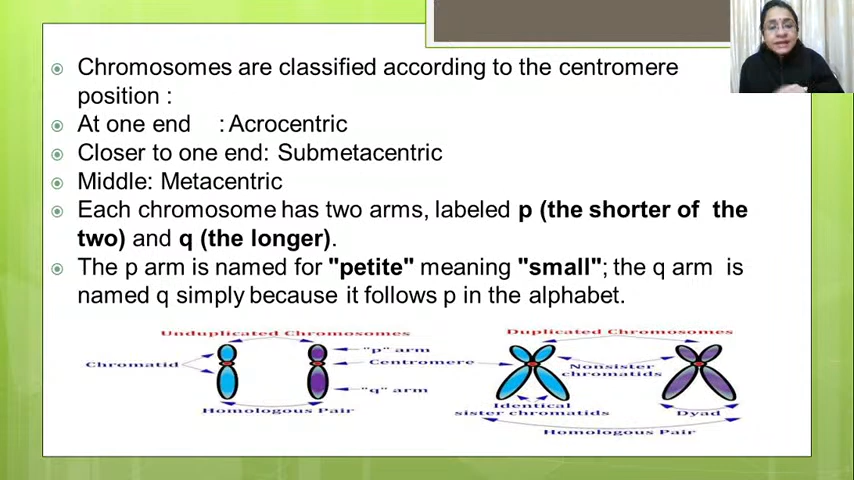 Chromosomes are classified according to the centromere
position :
At one end : Acrocentric
Closer to one end: Submetacentric
Middle: Metacentric
Each chromosome has two arms, labeled p (the shorter of the
two) and q (the longer).
The p arm is named for "petite" meaning "small"; the q arm is
named q simply because it follows p in the alphabet.
Unduplicated Chromosomes
Chromatid
"p" arm
Centromere
"q" arm
Homologous Pair
Duplicated Chromosomes
Nonsister
chromatids
Identical
sister chromatids
Dyad
Homologous Pair